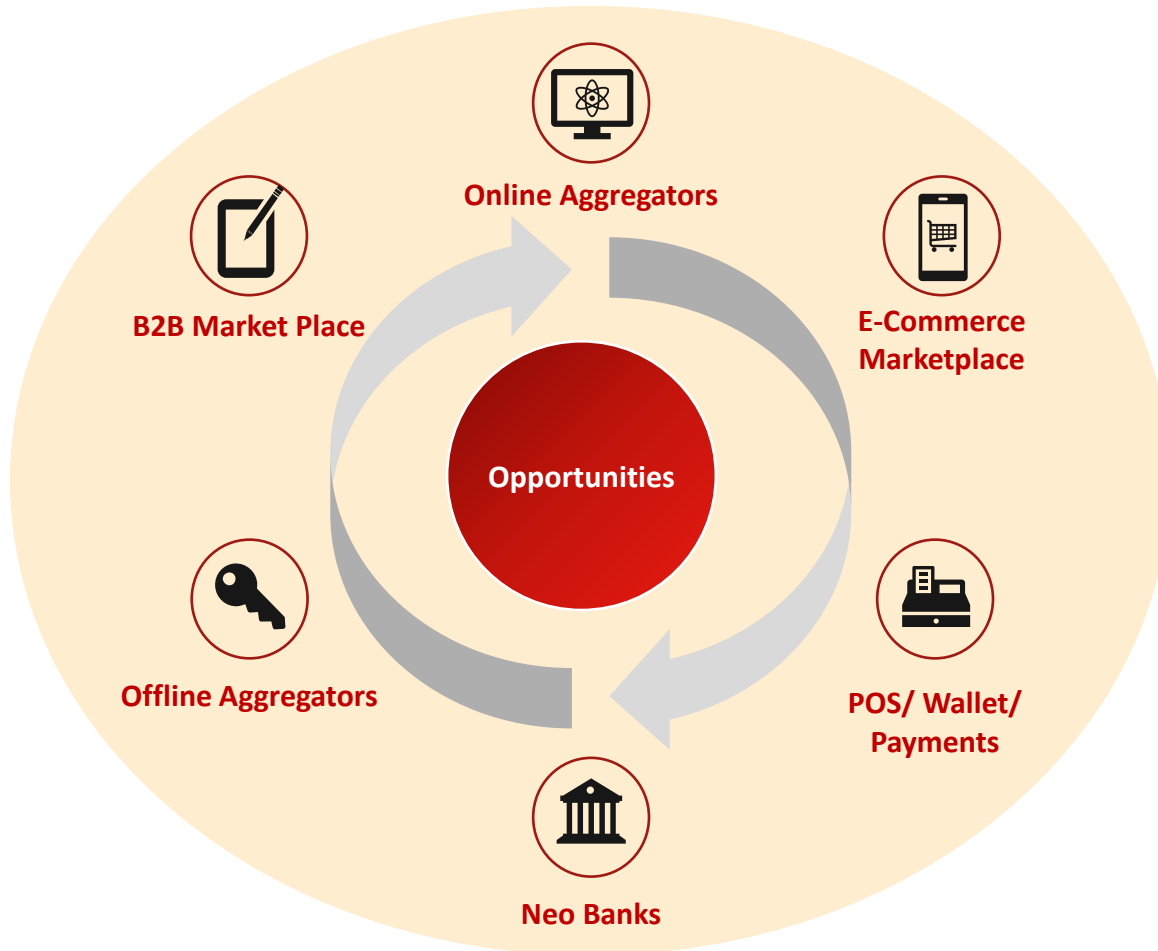 Online Aggregators
B2B Market Place
E-Commerce
Marketplace
Opportunities
Offline Aggregators
POS/ Wallet/
Payments
Neo Banks